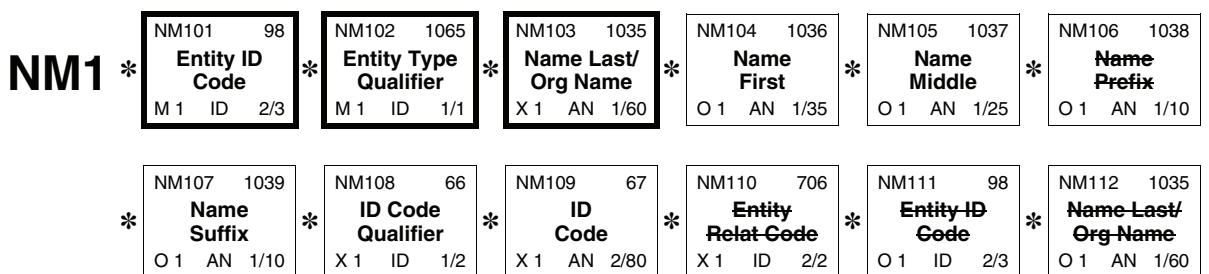 NM101 98 NM102 1065 NM103 1035 NM104 1036 NM105 1037 NM106 1038
NM1 * Entity ID * Entity Type * Name Last/ * Name * Name * Name
Code Qualifier Org Name First Middle Prefix
M 1 ID 2/3 M 1 ID 1/1 X 1 AN 1/60 O 1 AN 1/35 O 1 AN 1/25 O 1 AN 1/10
NM107 1039 NM108 66 NM109 67 NM110 706 NM111 98 NM112 1035
* Name * ID Code * ID * Entity * Entity ID * Name Last/
Suffix Qualifier Code Relat Code Code Org Name
O 1 AN 1/10 X 1 ID 1/2 X 1 AN 2/80 X 1 ID 2/2 O 1 ID 2/3 O 1 AN 1/60